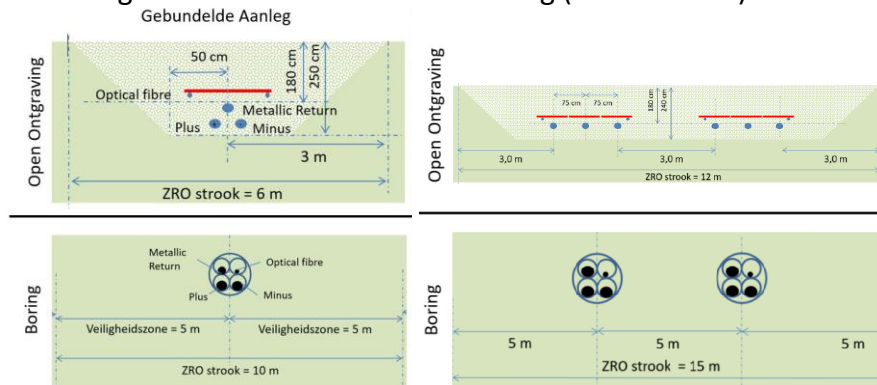 Gebundelde Aanleg
50 cm
180 cm
250 cm
Optical fibre
Metallic Return
Plus
Minus
3 m
ZRO strook = 6 m
Open Ontgraving
75 cm
75 cm
180 cm
240 cm
3,0 m
3,0 m
3,0 m
ZRO strook = 12 m
Open Ontgraving
Metallic
Return
Optical fibre
Plus
Minus
Veiligheidszone = 5 m
Veiligheidszone = 5 m
ZRO strook = 10 m
Boring
5 m
5 m
5 m
ZRO strook = 15 m
Boring